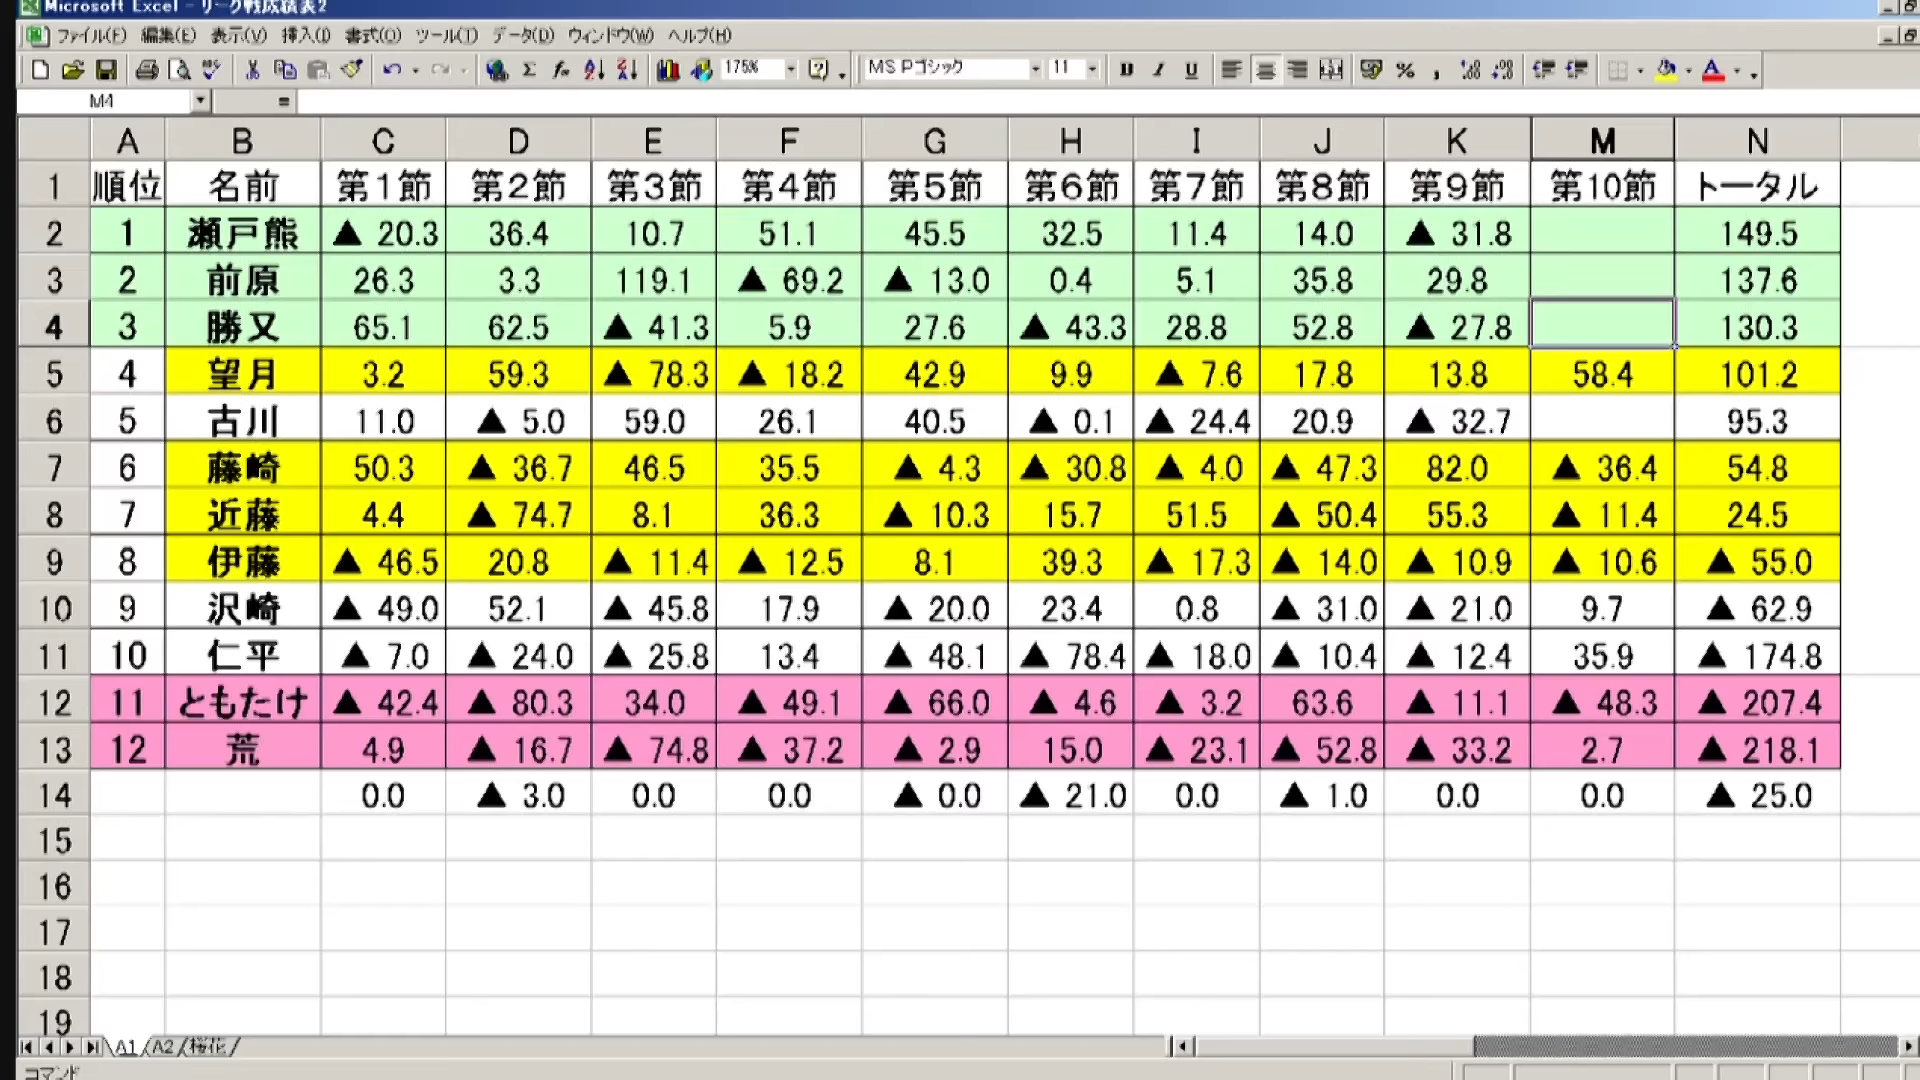 Microsoft Excel - リーグ戦成績表2
ファイル(F) 編集(E) 表示(V) 挿入(I) 書式(O) ツール(T) データ(D) ウィンドウ(W) ヘルプ(H)
175% MS Pゴシック 11 B I U
M4 =
A B C D E F G H I J K M N
1 順位 名前 第1節 第2節 第3節 第4節 第5節 第6節 第7節 第8節 第9節 第10節 トータル
2 1 瀬戸熊 ▲ 20.3 36.4 10.7 51.1 45.5 32.5 11.4 14.0 ▲ 31.8 149.5
3 2 前原 26.3 3.3 119.1 ▲ 69.2 ▲ 13.0 0.4 5.1 35.8 29.8 137.6
4 3 勝又 65.1 62.5 ▲ 41.3 5.9 27.6 ▲ 43.3 28.8 52.8 ▲ 27.8 130.3
5 4 望月 3.2 59.3 ▲ 78.3 ▲ 18.2 42.9 9.9 ▲ 7.6 17.8 13.8 58.4 101.2
6 5 古川 11.0 ▲ 5.0 59.0 26.1 40.5 ▲ 0.1 ▲ 24.4 20.9 ▲ 32.7 95.3
7 6 藤崎 50.3 ▲ 36.7 46.5 35.5 ▲ 4.3 ▲ 30.8 ▲ 4.0 ▲ 47.3 82.0 ▲ 36.4 54.8
8 7 近藤 4.4 ▲ 74.7 8.1 36.3 ▲ 10.3 15.7 51.5 ▲ 50.4 55.3 ▲ 11.4 24.5
9 8 伊藤 ▲ 46.5 20.8 ▲ 11.4 ▲ 12.5 8.1 39.3 ▲ 17.3 ▲ 14.0 ▲ 10.9 ▲ 10.6 ▲ 55.0
10 9 沢崎 ▲ 49.0 52.1 ▲ 45.8 17.9 ▲ 20.0 23.4 0.8 ▲ 31.0 ▲ 21.0 9.7 ▲ 62.9
11 10 仁平 ▲ 7.0 ▲ 24.0 ▲ 25.8 13.4 ▲ 48.1 ▲ 78.4 ▲ 18.0 ▲ 10.4 ▲ 12.4 35.9 ▲ 174.8
12 11 ともたけ ▲ 42.4 ▲ 80.3 34.0 ▲ 49.1 ▲ 66.0 ▲ 4.6 ▲ 3.2 63.6 ▲ 11.1 ▲ 48.3 ▲ 207.4
13 12 荒 4.9 ▲ 16.7 ▲ 74.8 ▲ 37.2 ▲ 2.9 15.0 ▲ 23.1 ▲ 52.8 ▲ 33.2 2.7 ▲ 218.1
14 0.0 ▲ 3.0 0.0 0.0 ▲ 0.0 ▲ 21.0 0.0 ▲ 1.0 0.0 0.0 ▲ 25.0
15
16
17
18
19
A1 A2 桜花
コマンド